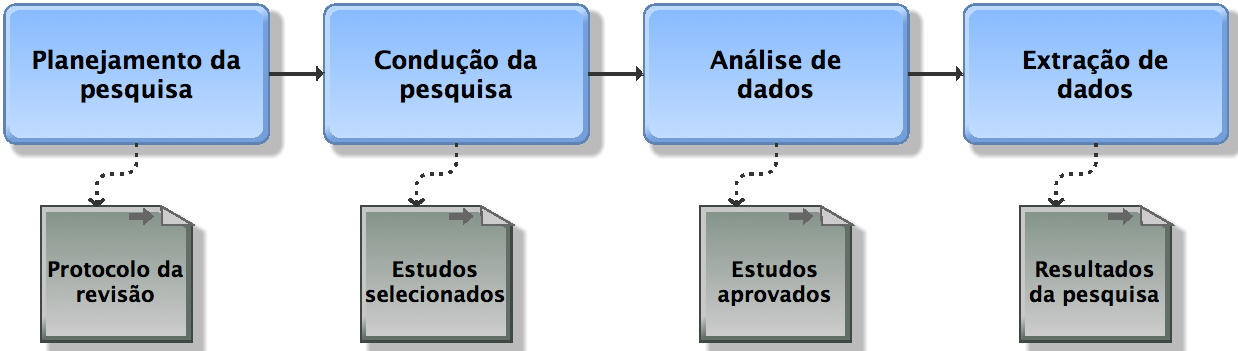 Planejamento da
pesquisa
Condução da
pesquisa
Análise de
dados
Extração de
dados
Protocolo da
revisão
Estudos
selecionados
Estudos
aprovados
Resultados
da pesquisa